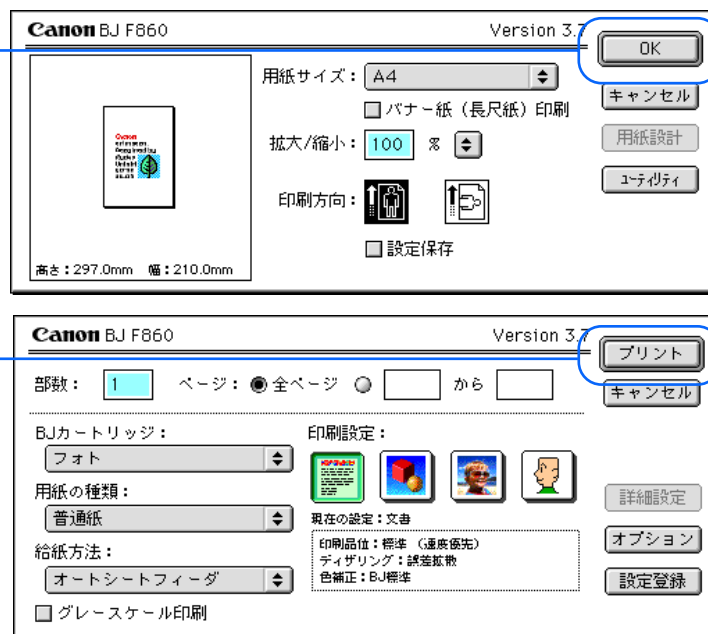 Canon BJ F860 Version 3.7
OK
用紙サイズ： A4
キャンセル
バナー紙（長尺紙）印刷
拡大/縮小： 100 %
用紙設計
ユーティリティ
印刷方向：
設定保存
高さ：297.0mm 幅：210.0mm
Canon BJ F860 Version 3.7
プリント
部数： 1 ページ： 全ページ から
キャンセル
BJカートリッジ： 印刷設定：
フォト
用紙の種類：
普通紙
現在の設定：文書
詳細設定
印刷品位：標準 （速度優先）
ディザリング：誤差拡散
色補正：BJ標準
オプション
給紙方法：
オートシートフィーダ
設定登録
グレースケール印刷